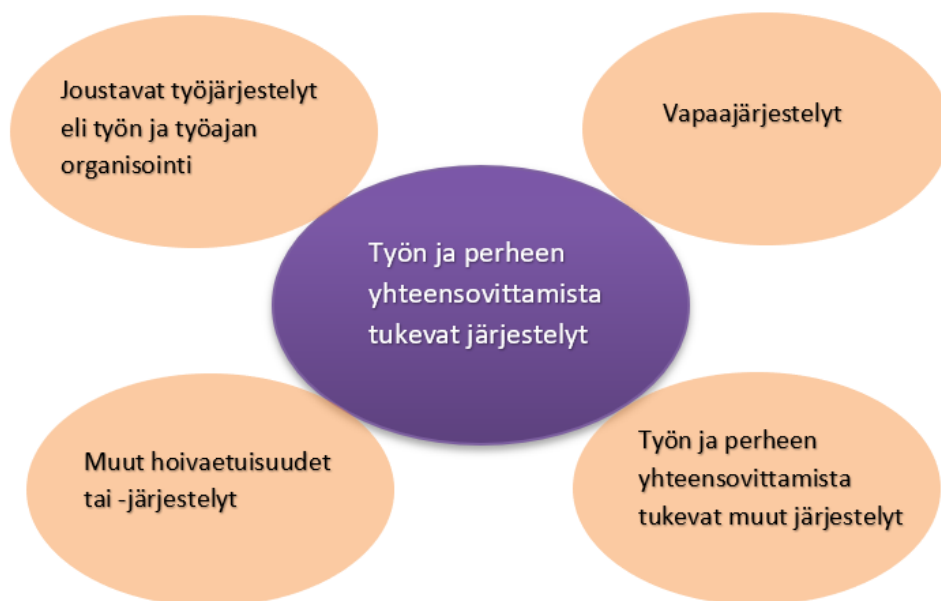 Joustavat työjärjestelyt
eli työn ja työajan
organisointi
Vapaajärjestelyt
Työn ja perheen
yhteensovittamista
tukevat järjestelyt
Muut hoivaetuisuudet
tai -järjestelyt
Työn ja perheen
yhteensovittamista
tukevat muut järjestelyt